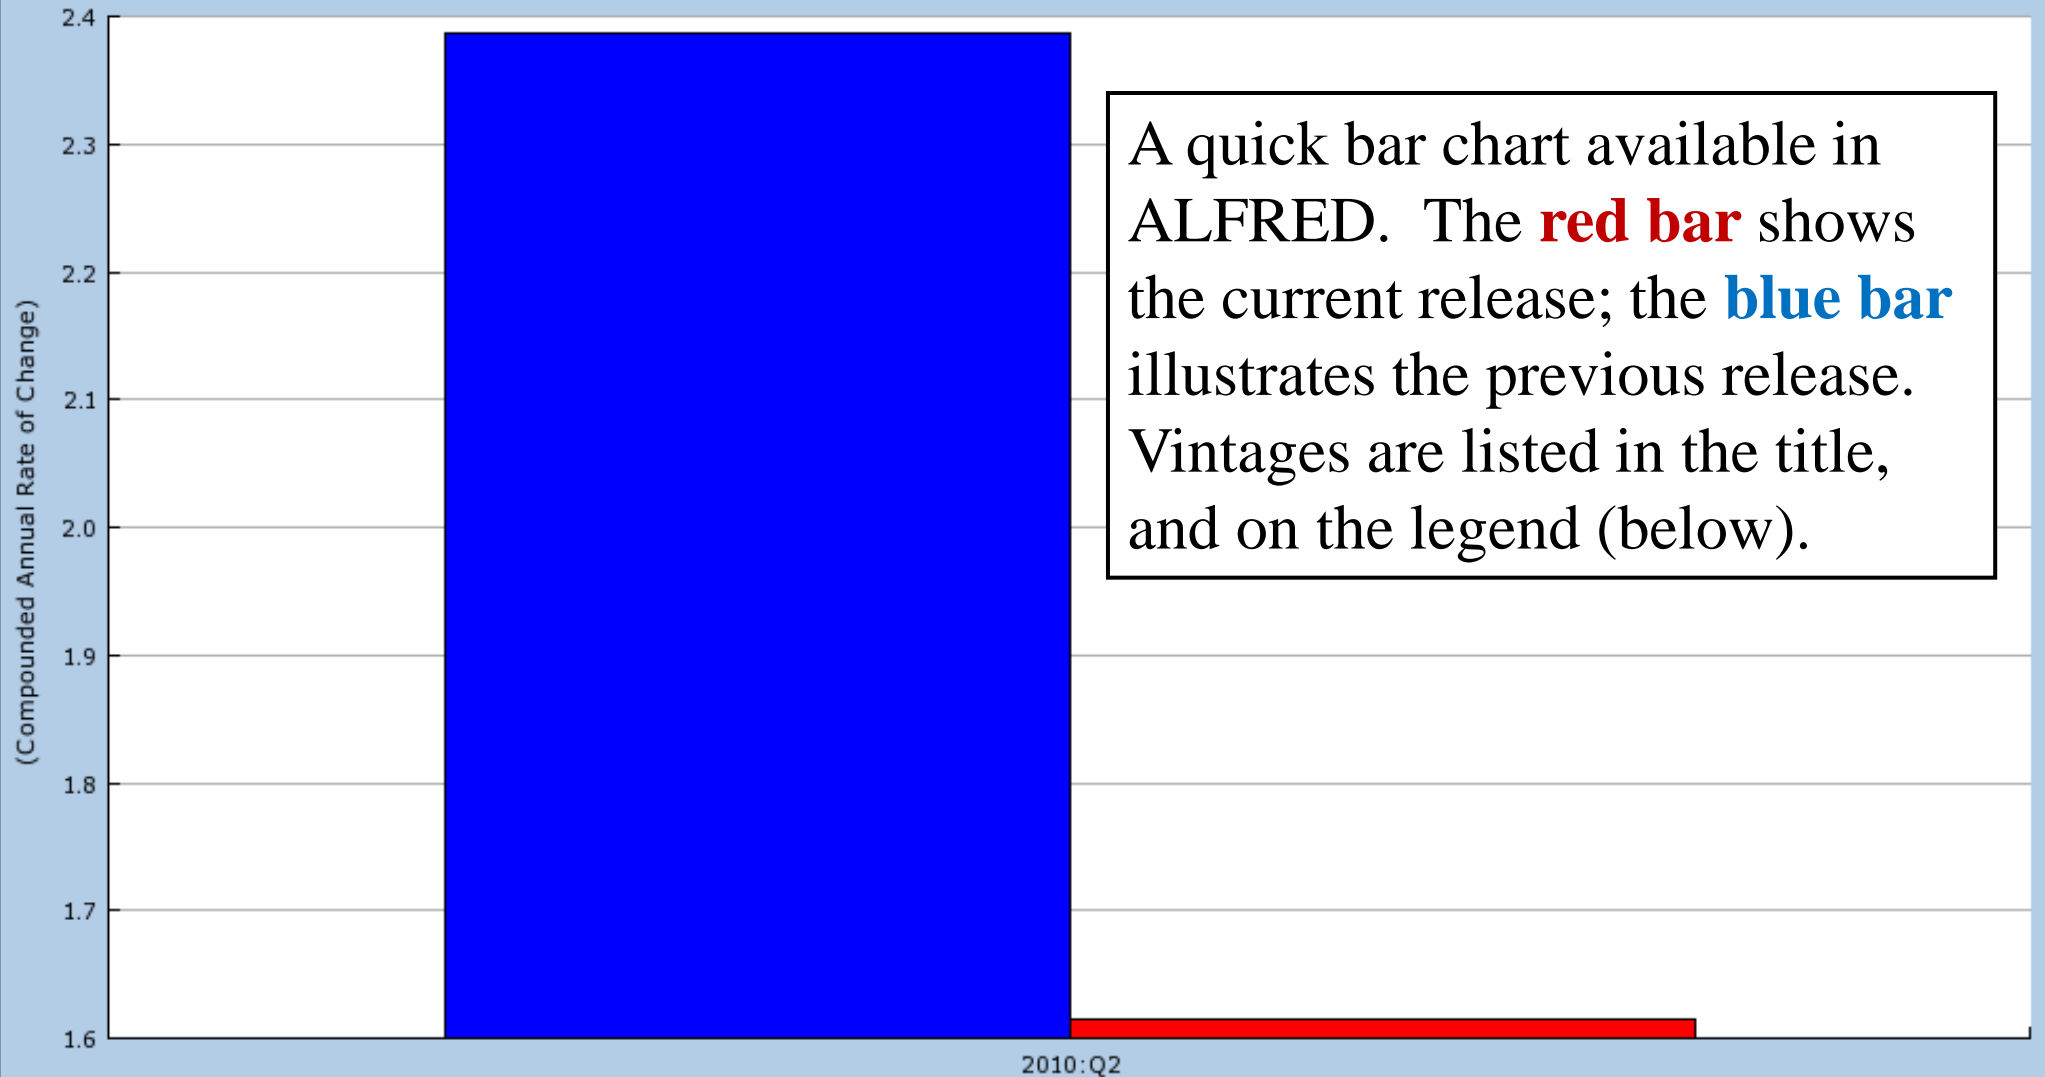 2.4
2.3
2.2
2.1
2.0
1.9
1.8
1.7
1.6
(Compounded Annual Rate of Change)
A quick bar chart available in
ALFRED.  The red bar shows
the current release; the blue bar
illustrates the previous release.
Vintages are listed in the title,
and on the legend (below).
2010:Q2